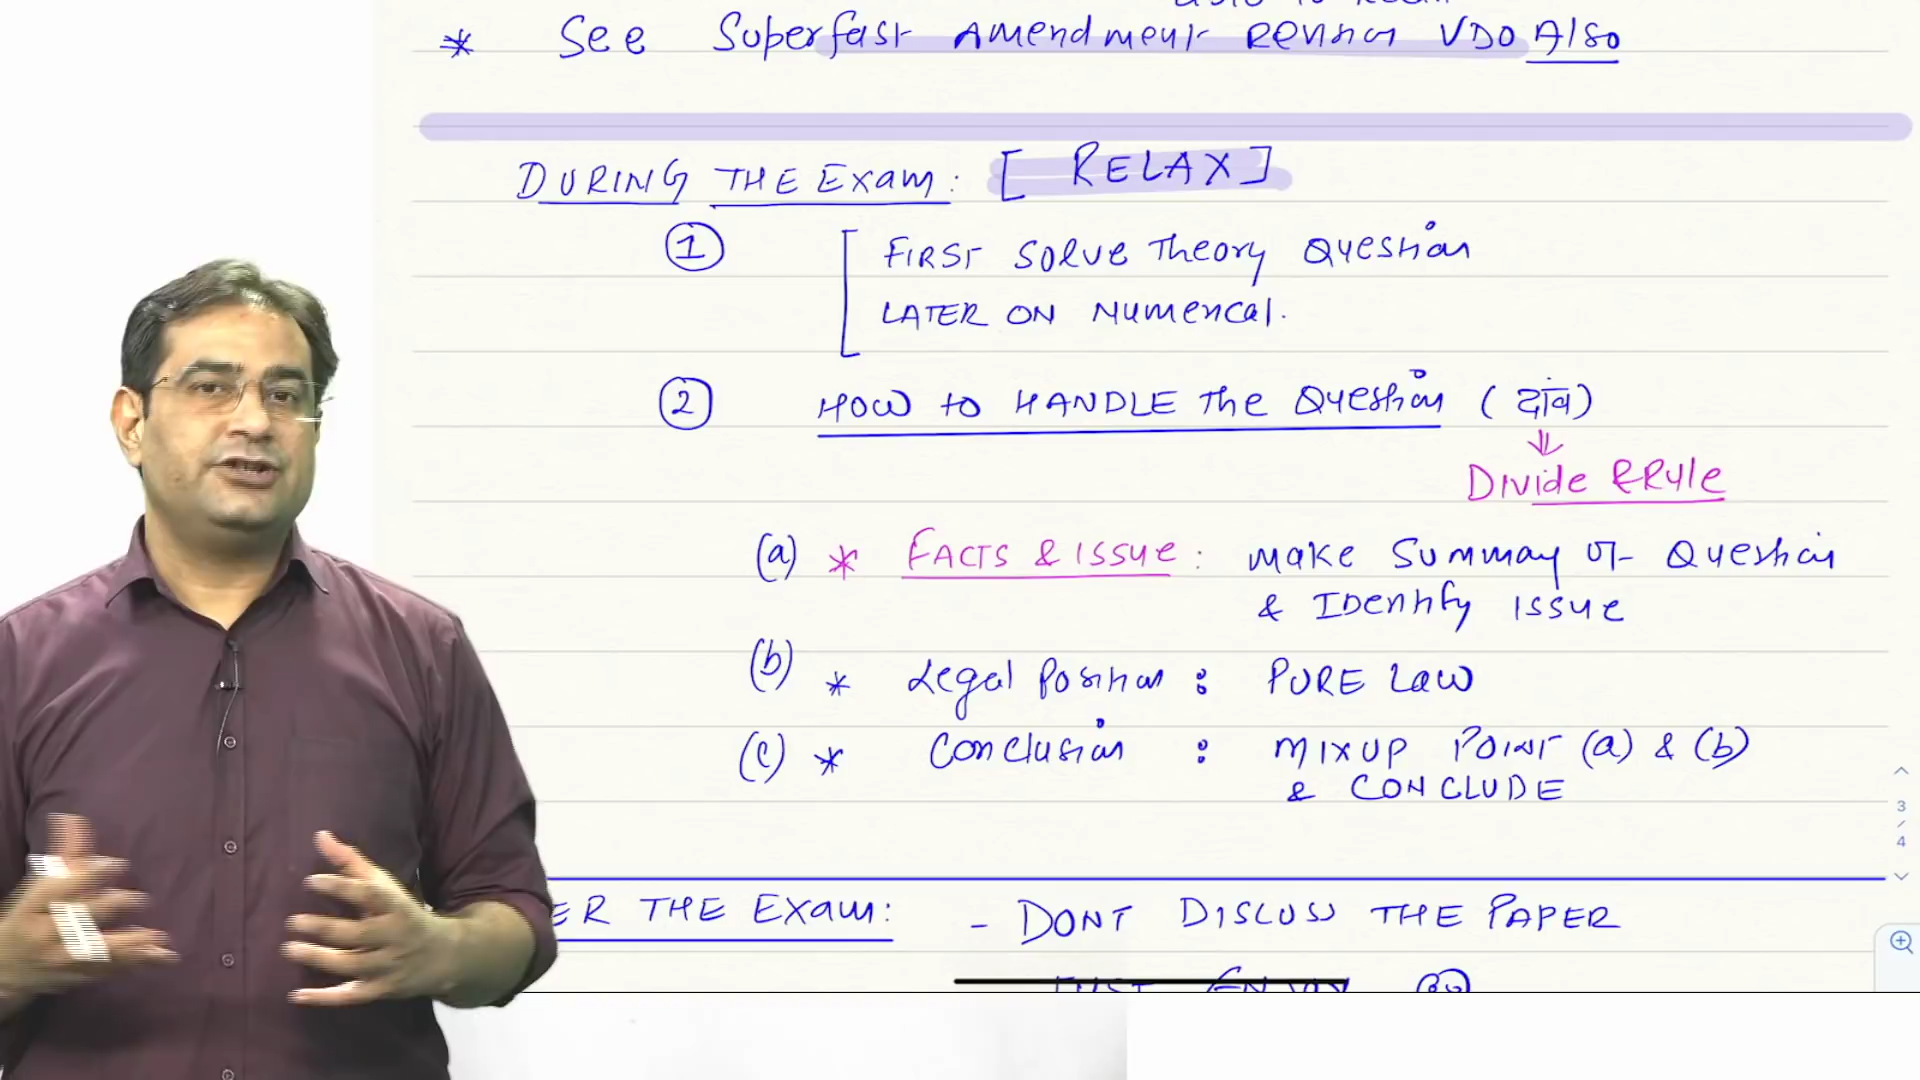 * See Superfast Amendment Revision VDO Also
DURING THE EXAM: [ RELAX ]
① FIRST SOLVE Theory Question
LATER ON Numerical.
② HOW to HANDLE The Question (दांव)
Divide & Rule
(a) * FACTS & ISSUE : Make Summary of Question
& IDentify ISSUE
(b) * Legal Position : PURE LAW
(c) * Conclusion : MIXUP POINT (a) & (b)
& CONCLUDE
ER THE EXAM: - DONT DISCUSS THE PAPER
3
/
4